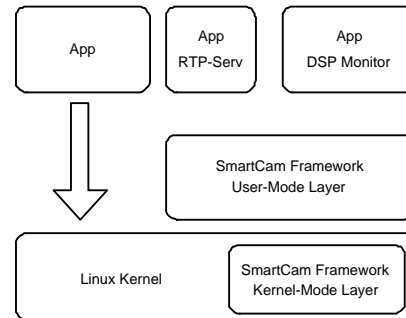 App
App
RTP-Serv
App
DSP Monitor
SmartCam Framework
User-Mode Layer
Linux Kernel
SmartCam Framework
Kernel-Mode Layer